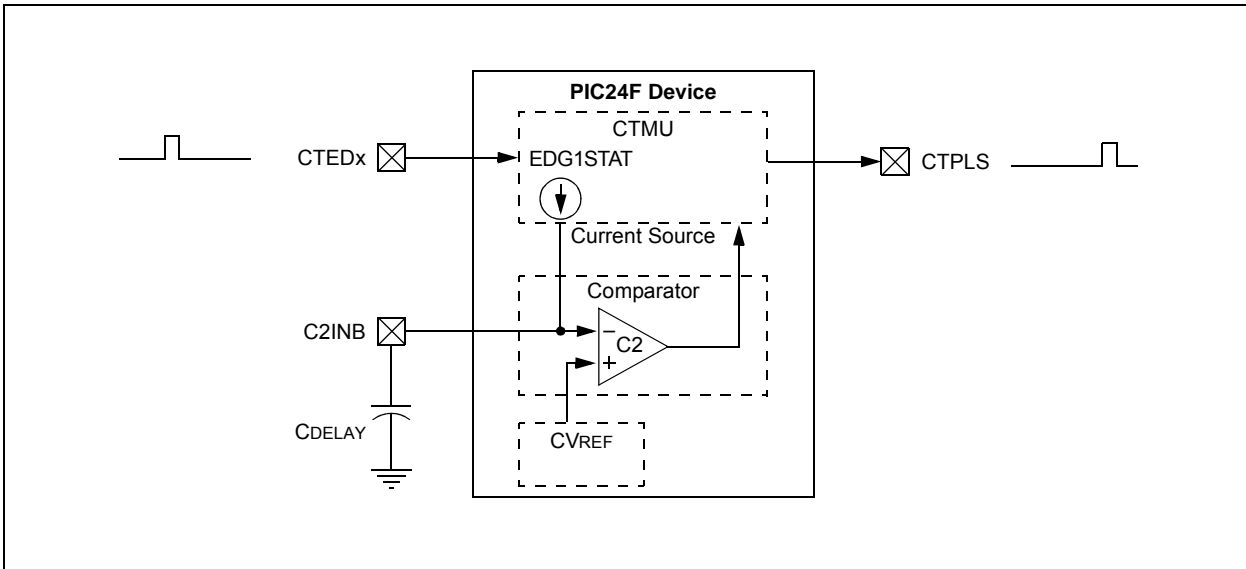 PIC24F Device
CTMU
CTEDx
EDG1STAT
CTPLS
Current Source
Comparator
C2INB
−
C2
+
CDELAY
CVREF